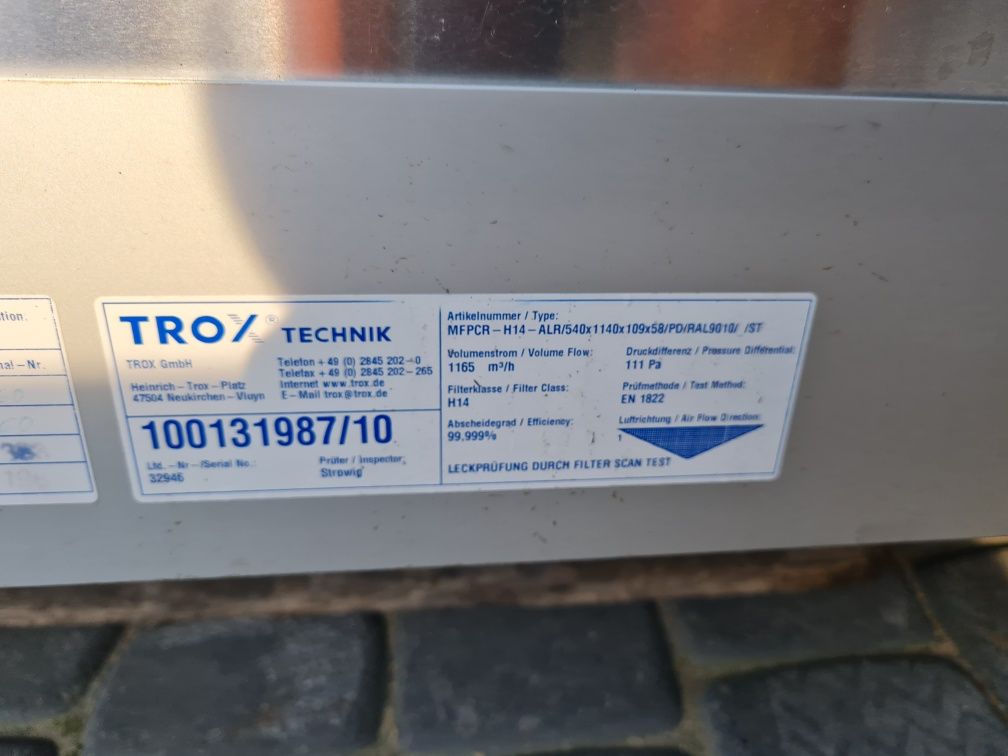 TROX® TECHNIK
TROX GmbH
Heinrich-Trox-Platz
47504 Neukirchen-Vluyn
Telefon +49 (0) 2845 202-0
Telefax +49 (0) 2845 202-265
Internet www.trox.de
E-Mail trox@trox.de
100131987/10
Lfd.-Nr-/Serial No.:
32946
Prüfer / Inspector:
Strowig
Artikelnummer / Type:
MFPCR-H14-ALR/540x1140x109x58/PD/RAL9010/ /ST
Volumenstrom / Volume Flow:
1165 m³/h
Druckdifferenz / Pressure Differential:
111 Pa
Filterklasse / Filter Class:
H14
Prüfmethode / Test Method:
EN 1822
Abscheidegrad / Efficiency:
99,999%
Luftrichtung / Air Flow Direction:
1
LECKPRÜFUNG DURCH FILTER SCAN TEST